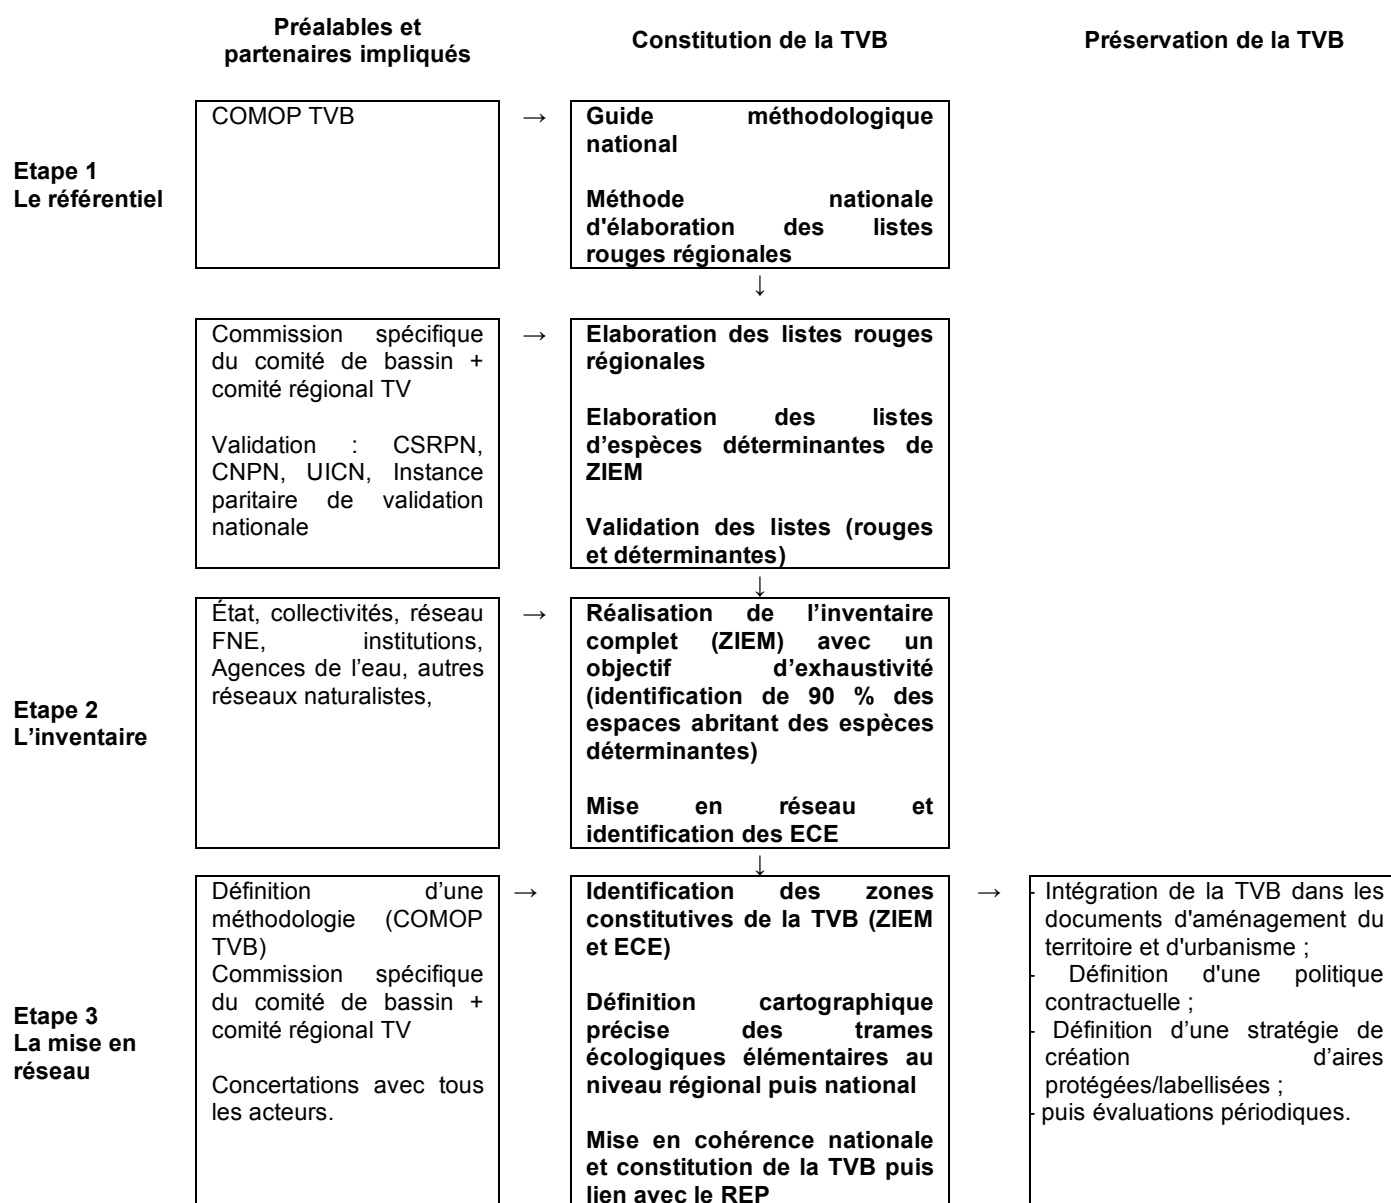 Préalables et
partenaires impliqués
Constitution de la TVB
Préservation de la TVB
Etape 1
Le référentiel
COMOP TVB
→
Guide méthodologique
national
Méthode nationale
d'élaboration des listes
rouges régionales
↓
Commission spécifique
du comité de bassin +
comité régional TV
Validation : CSRPN,
CNPN, UICN, Instance
paritaire de validation
nationale
→
Elaboration des listes rouges
régionales
Elaboration des listes
d’espèces déterminantes de
ZIEM
Validation des listes (rouges
et déterminantes)
↓
Etape 2
L’inventaire
État, collectivités, réseau
FNE, institutions,
Agences de l’eau, autres
réseaux naturalistes,
→
Réalisation de l’inventaire
complet (ZIEM) avec un
objectif d’exhaustivité
(identification de 90 % des
espaces abritant des espèces
déterminantes)
Mise en réseau et
identification des ECE
↓
Etape 3
La mise en
réseau
Définition d’une
méthodologie (COMOP
TVB)
Commission spécifique
du comité de bassin +
comité régional TV
Concertations avec tous
les acteurs.
→
Identification des zones
constitutives de la TVB (ZIEM
et ECE)
Définition cartographique
précise des trames
écologiques élémentaires au
niveau régional puis national
Mise en cohérence nationale
et constitution de la TVB puis
lien avec le REP
→
- Intégration de la TVB dans les
documents d'aménagement du
territoire et d'urbanisme ;
- Définition d'une politique
contractuelle ;
- Définition d’une stratégie de
création d’aires
protégées/labellisées ;
- puis évaluations périodiques.